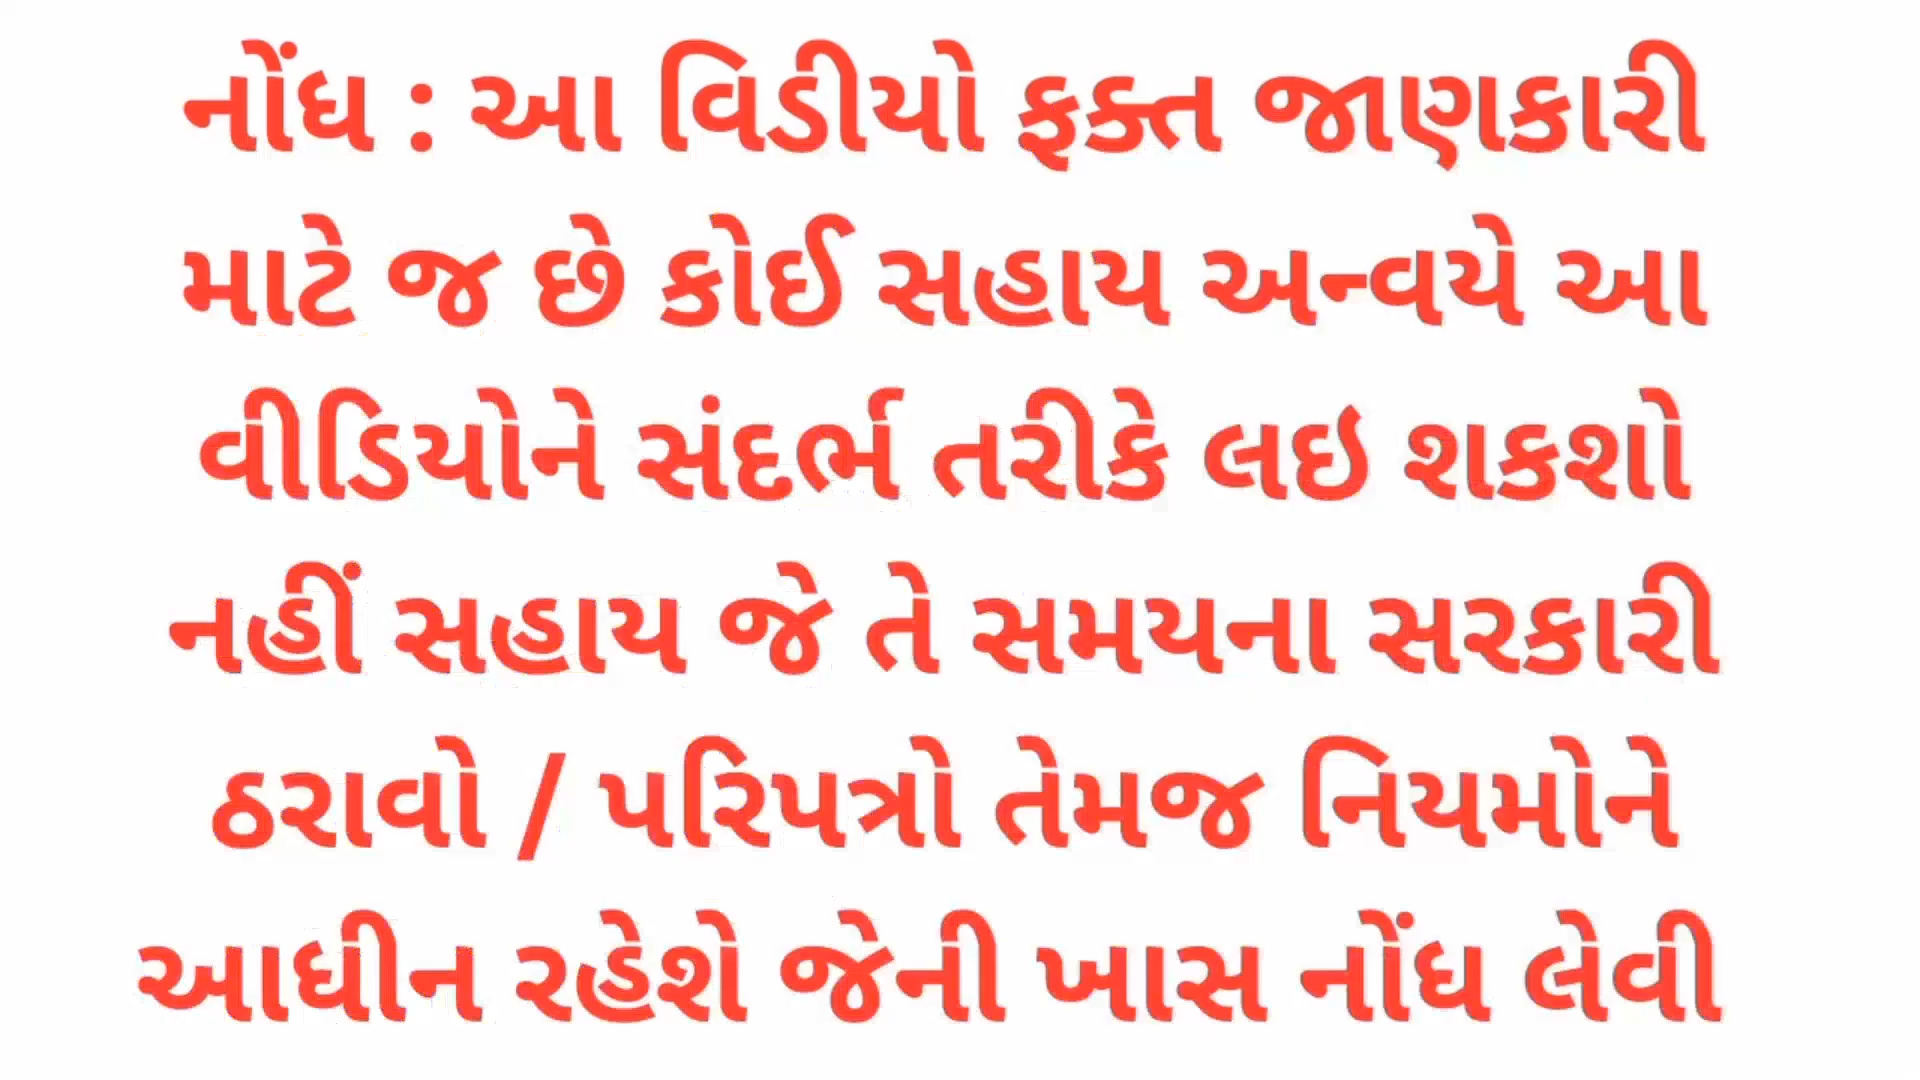 નોંધ : આ વિડીયો ફક્ત જાણકારી
માટે જ છે કોઈ સહાય અન્વયે આ
વીડિયોને સંદર્ભ તરીકે લઇ શકશો
નહીં સહાય જે તે સમયના સરકારી
ઠરાવો / પરિપત્રો તેમજ નિયમોને
આધીન રહેશે જેની ખાસ નોંધ લેવી